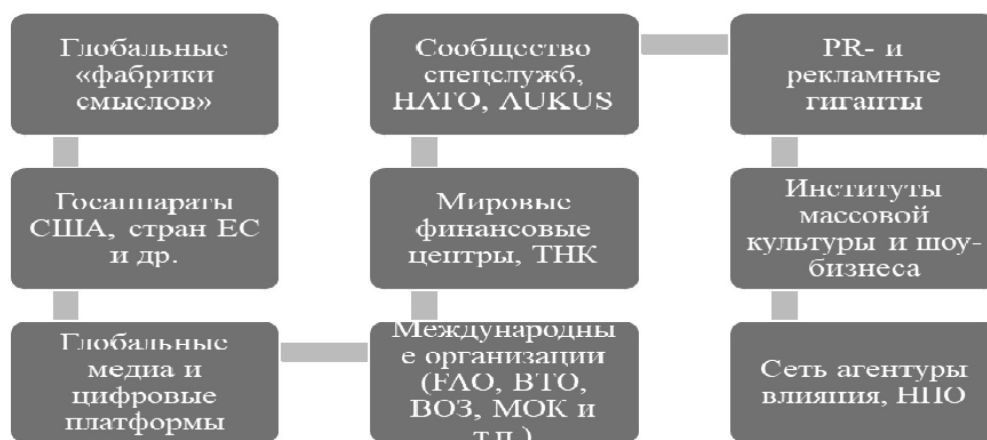 Глобальные
«фабрики
смыслов»
Госаппараты
США, стран ЕС
и др.
Глобальные
медиа и
цифровые
платформы
Международны
е организации
(FAO, ВТО,
ВОЗ, МОК и
т.п.)
Мировые
финансовые
центры, ТНК
Сообщество
спецслужб,
НАТО, AUKUS
PR- и
рекламные
гиганты
Институты
массовой
культуры и шоу-
бизнеса
Сеть агентуры
влияния, НПО